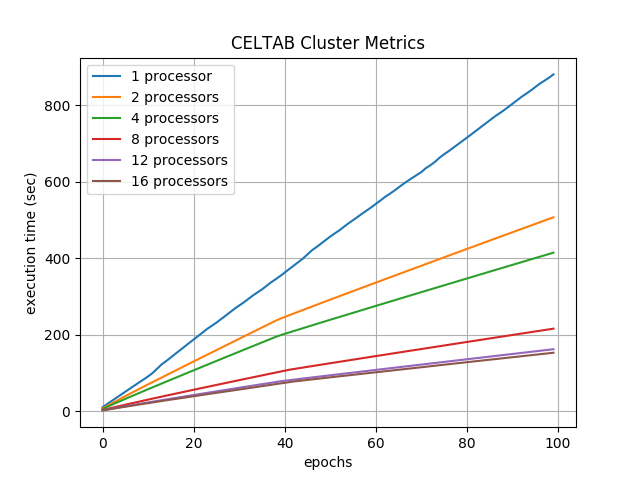 CELTAB Cluster Metrics
1 processor
2 processors
4 processors
8 processors
12 processors
16 processors
execution time (sec)
800
600
400
200
0
0 20 40 60 80 100
epochs